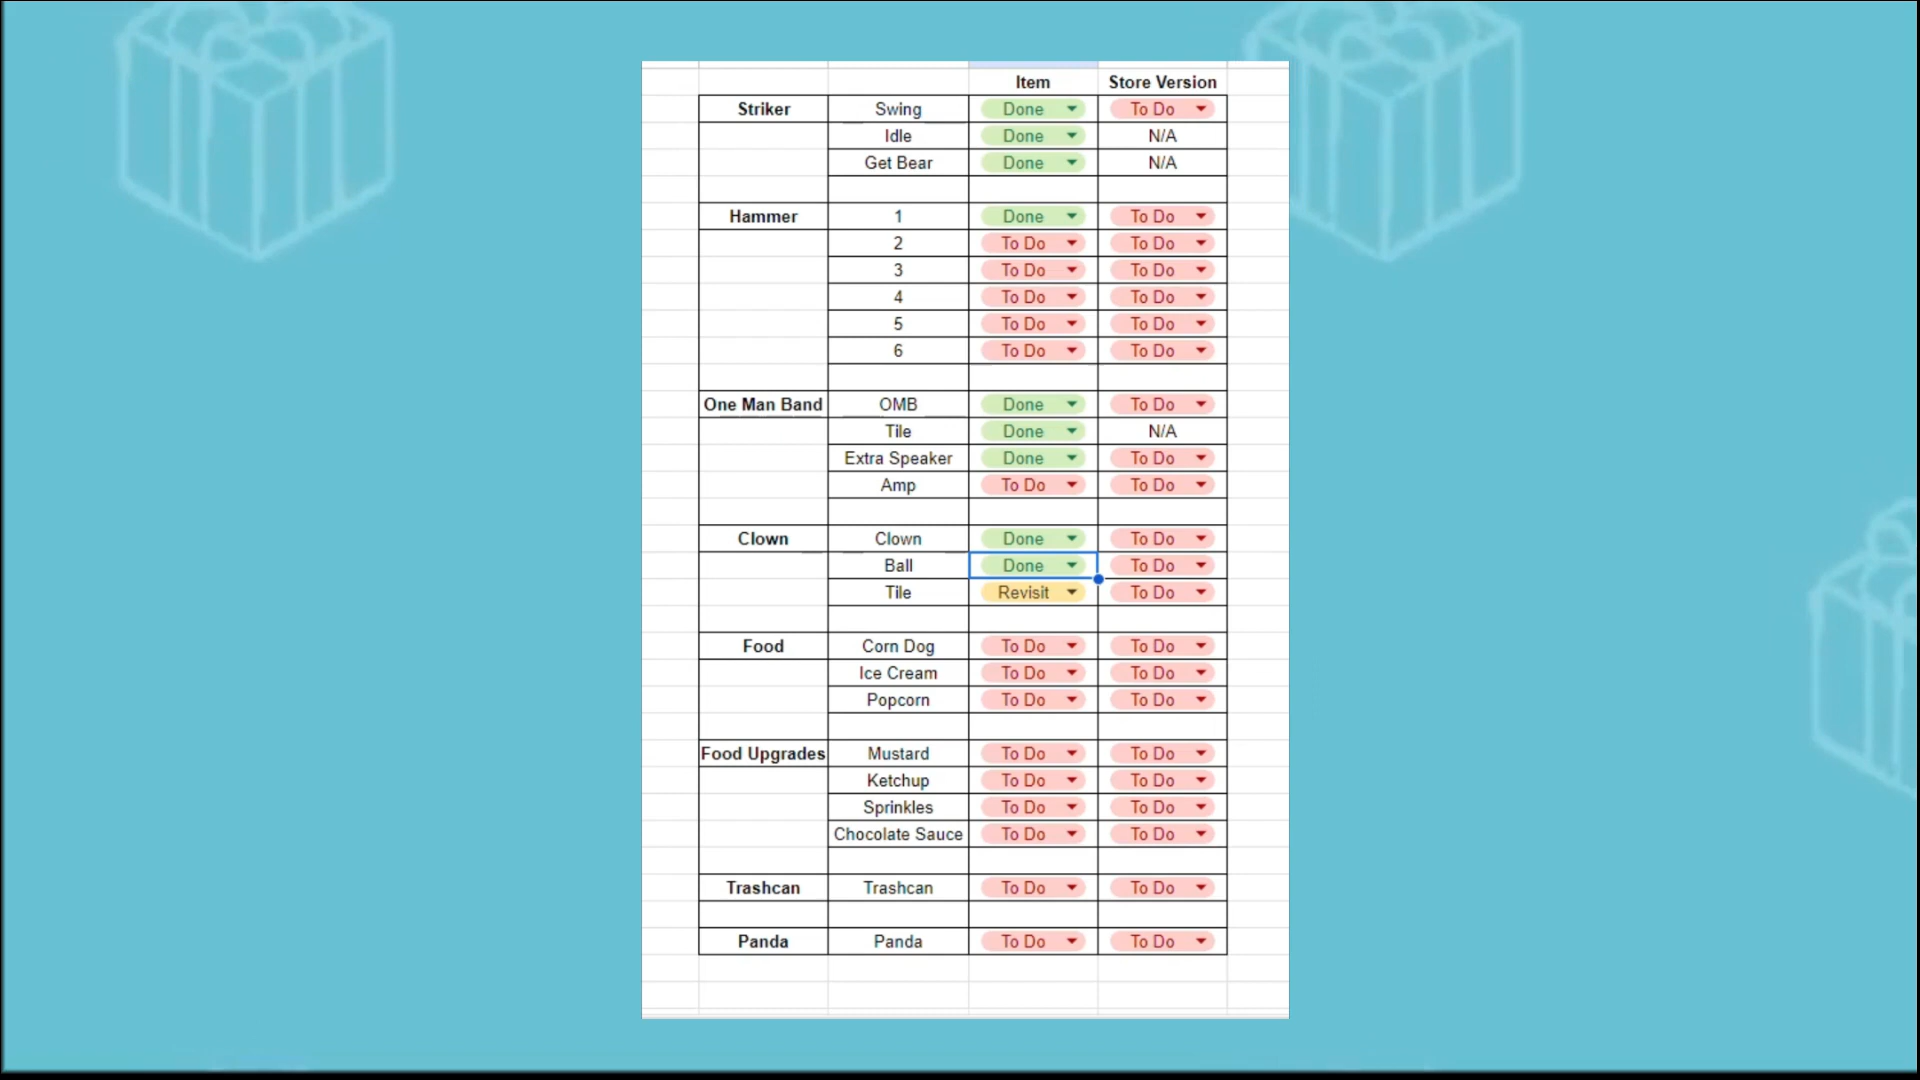 Item Store Version
Striker Swing Done To Do
Idle Done N/A
Get Bear Done N/A
Hammer 1 Done To Do
2 To Do To Do
3 To Do To Do
4 To Do To Do
5 To Do To Do
6 To Do To Do
One Man Band OMB Done To Do
Tile Done N/A
Extra Speaker Done To Do
Amp To Do To Do
Clown Clown Done To Do
Ball Done To Do
Tile Revisit To Do
Food Corn Dog To Do To Do
Ice Cream To Do To Do
Popcorn To Do To Do
Food Upgrades Mustard To Do To Do
Ketchup To Do To Do
Sprinkles To Do To Do
Chocolate Sauce To Do To Do
Trashcan Trashcan To Do To Do
Panda Panda To Do To Do